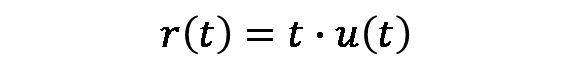 r(t) = t · u(t)